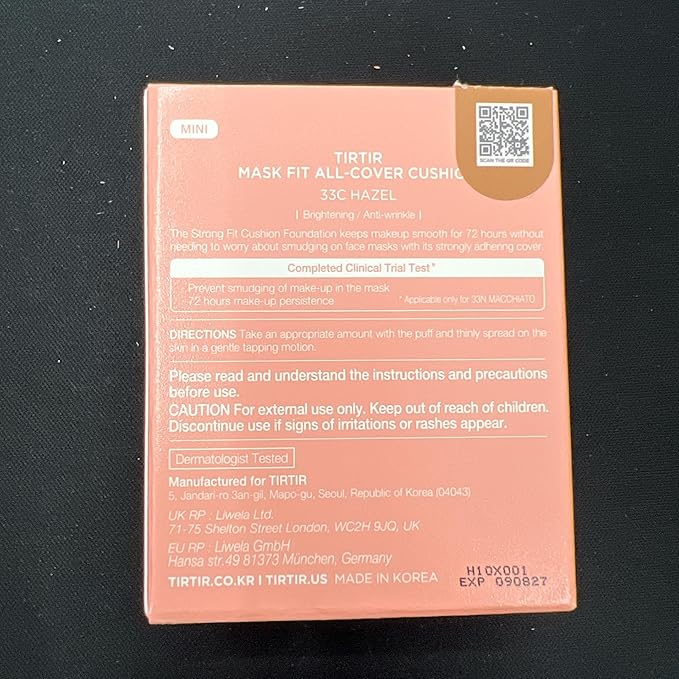 MINI
SCAN THE QR CODE
TIRTIR
MASK FIT ALL-COVER CUSHIO
33C HAZEL
| Brightening / Anti-wrinkle |
The Strong Fit Cushion Foundation keeps makeup smooth for 72 hours without
needing to worry about smudging on face masks with its strongly adhering cover.
Completed Clinical Trial Test*
- Prevent smudging of make-up in the mask
- 72 hours make-up persistence
* Applicable only for 33N MACCHIATO
DIRECTIONS Take an appropriate amount with the puff and thinly spread on the
skin in a gentle tapping motion.
Please read and understand the instructions and precautions
before use.
CAUTION For external use only. Keep out of reach of children.
Discontinue use if signs of irritations or rashes appear.
Dermatologist Tested
Manufactured for TIRTIR
5, Jandari-ro 3an-gil, Mapo-gu, Seoul, Republic of Korea (04043)
UK RP : Liwela Ltd.
71-75 Shelton Street London, WC2H 9JQ, UK
EU RP : Liwela GmbH
Hansa str.49 81373 München, Germany
TIRTIR.CO.KR | TIRTIR.US MADE IN KOREA
H10X001
EXP 090827